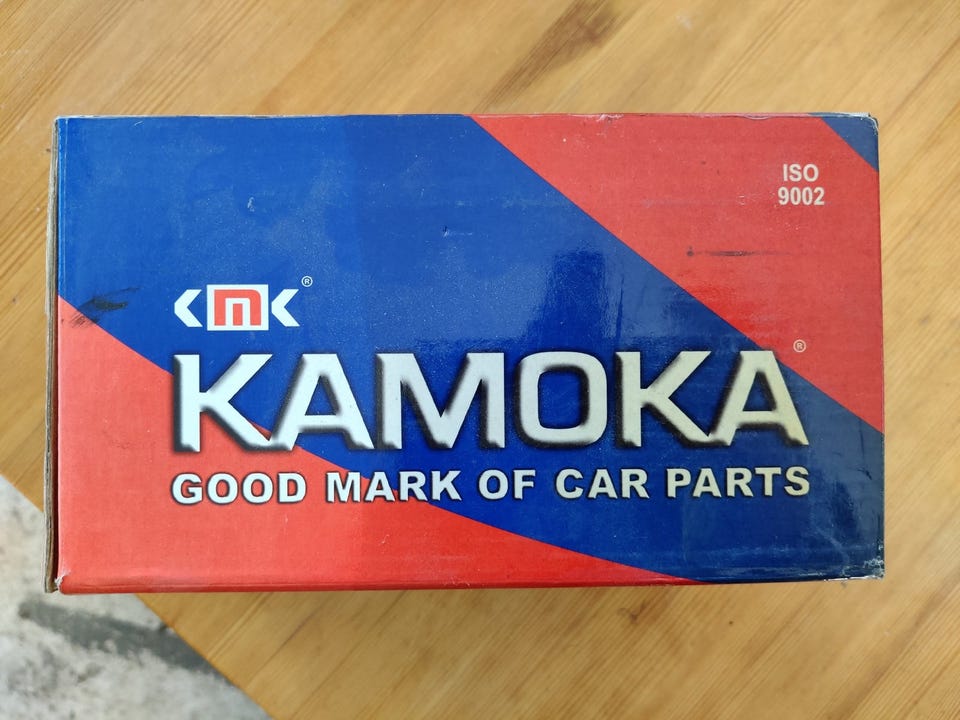 ISO
9002
KMK®
KAMOKA®
GOOD MARK OF CAR PARTS